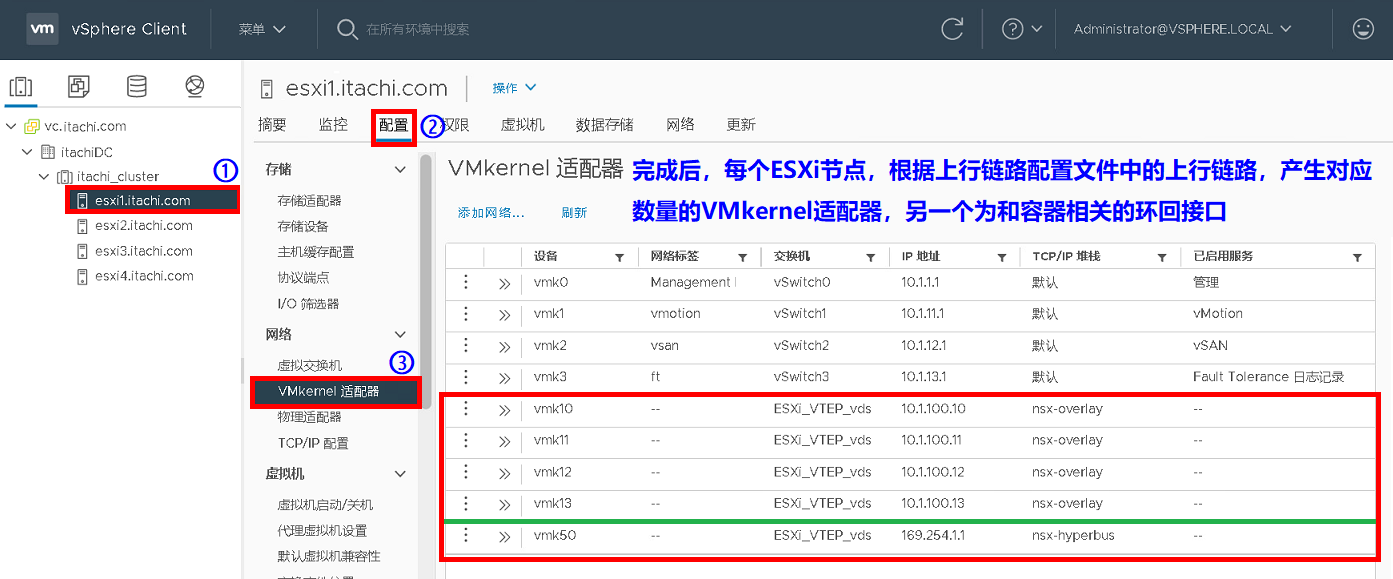 vm vSphere Client 菜单 在所有环境中搜索 Administrator@VSPHERE.LOCAL
vc.itachi.com
itachiDC
itachi_cluster ①
esxi1.itachi.com
esxi2.itachi.com
esxi3.itachi.com
esxi4.itachi.com
esxi1.itachi.com 操作
摘要 监控 配置 ② 权限 虚拟机 数据存储 网络 更新
存储
存储适配器
存储设备
主机缓存配置
协议端点
I/O 筛选器
网络
虚拟交换机 ③
VMkernel 适配器
物理适配器
TCP/IP 配置
虚拟机
虚拟机启动/关机
代理虚拟机设置
默认虚拟机兼容性
VMkernel 适配器
完成后，每个ESXi节点，根据上行链路配置文件中的上行链路，产生对应
数量的VMkernel适配器，另一个为和容器相关的环回接口
添加网络... 刷新
设备 网络标签 交换机 IP 地址 TCP/IP 堆栈 已启用服务
vmk0 Management vSwitch0 10.1.1.1 默认 管理
vmk1 vmotion vSwitch1 10.1.11.1 默认 vMotion
vmk2 vsan vSwitch2 10.1.12.1 默认 vSAN
vmk3 ft vSwitch3 10.1.13.1 默认 Fault Tolerance 日志记录
vmk10 -- ESXi_VTEP_vds 10.1.100.10 nsx-overlay --
vmk11 -- ESXi_VTEP_vds 10.1.100.11 nsx-overlay --
vmk12 -- ESXi_VTEP_vds 10.1.100.12 nsx-overlay --
vmk13 -- ESXi_VTEP_vds 10.1.100.13 nsx-overlay --
vmk50 -- ESXi_VTEP_vds 169.254.1.1 nsx-hyperbus --